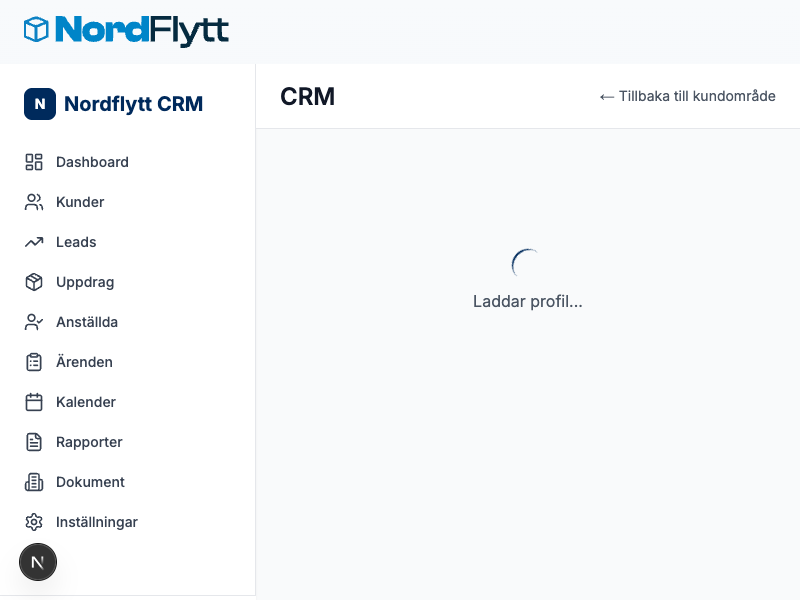 NordFlytt
N Nordflytt CRM
CRM
← Tillbaka till kundområde
Dashboard
Kunder
Leads
Uppdrag
Anställda
Ärenden
Kalender
Rapporter
Dokument
Inställningar
N
Laddar profil...